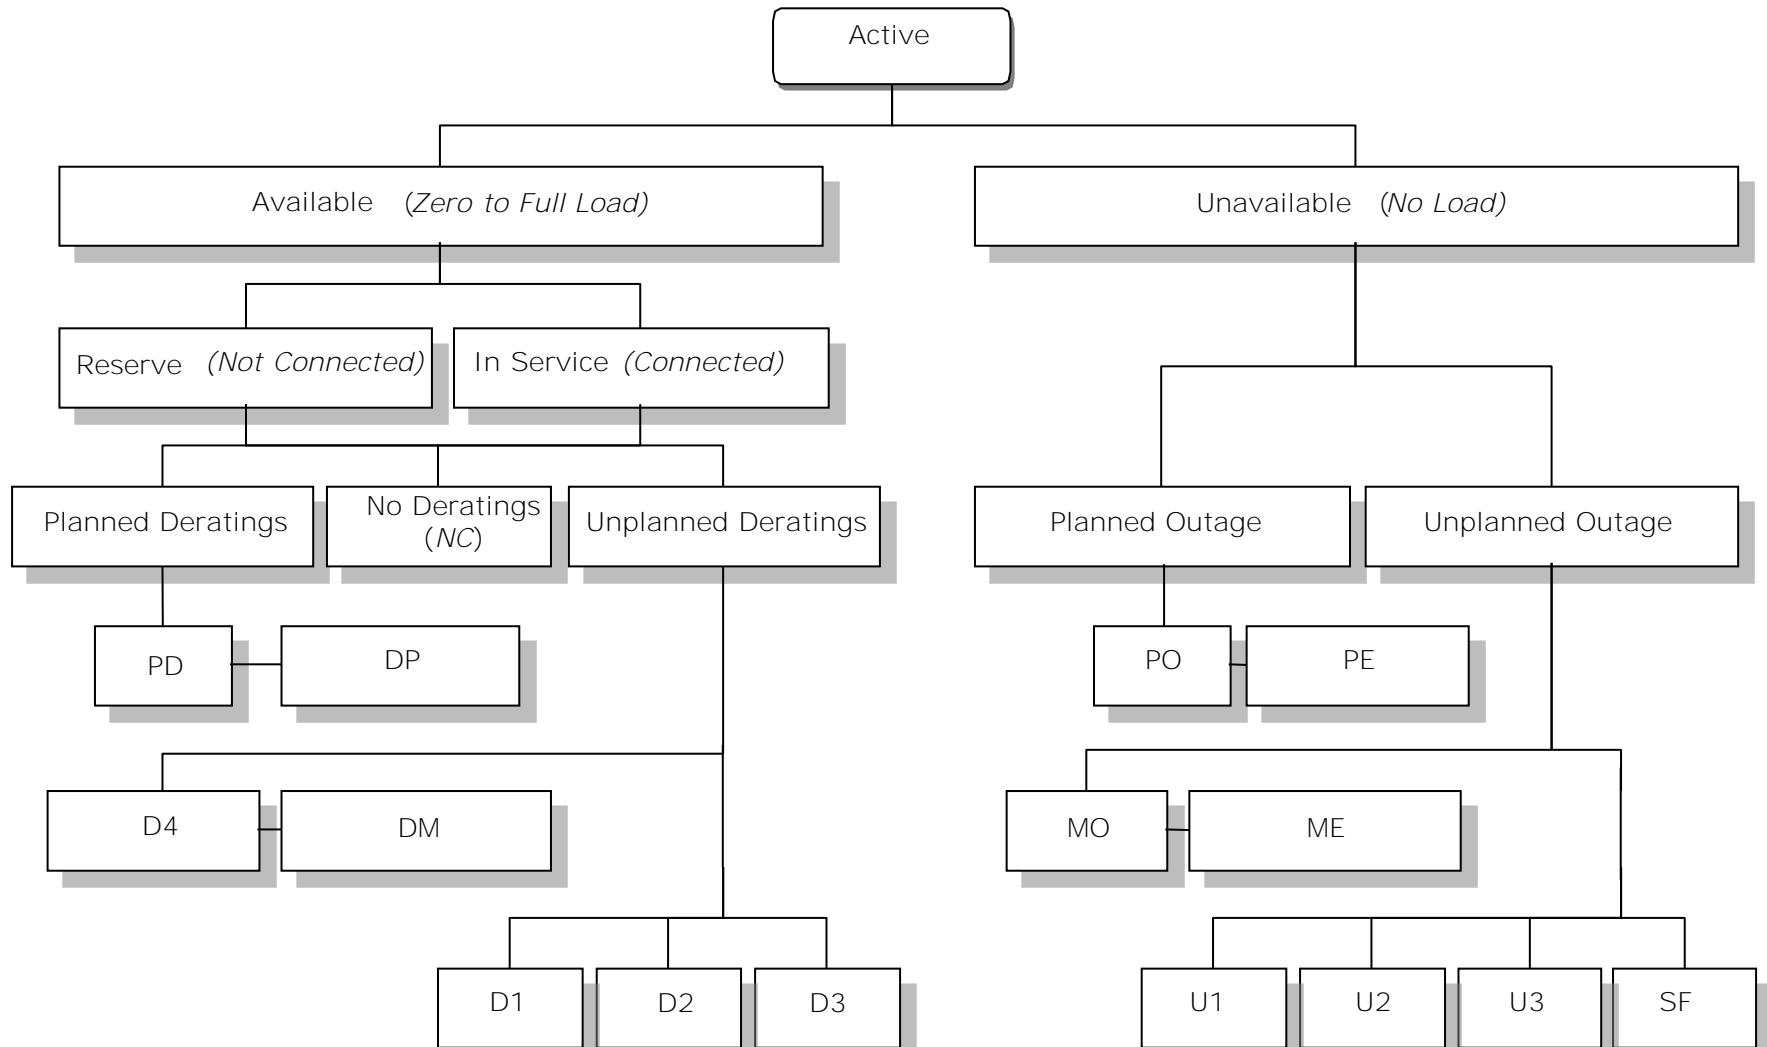 Active
Available (Zero to Full Load)
Unavailable (No Load)
Reserve (Not Connected)
In Service (Connected)
Planned Deratings
No Deratings
(NC)
Unplanned Deratings
Planned Outage
Unplanned Outage
PD
DP
PO
PE
D4
DM
MO
ME
D1
D2
D3
U1
U2
U3
SF